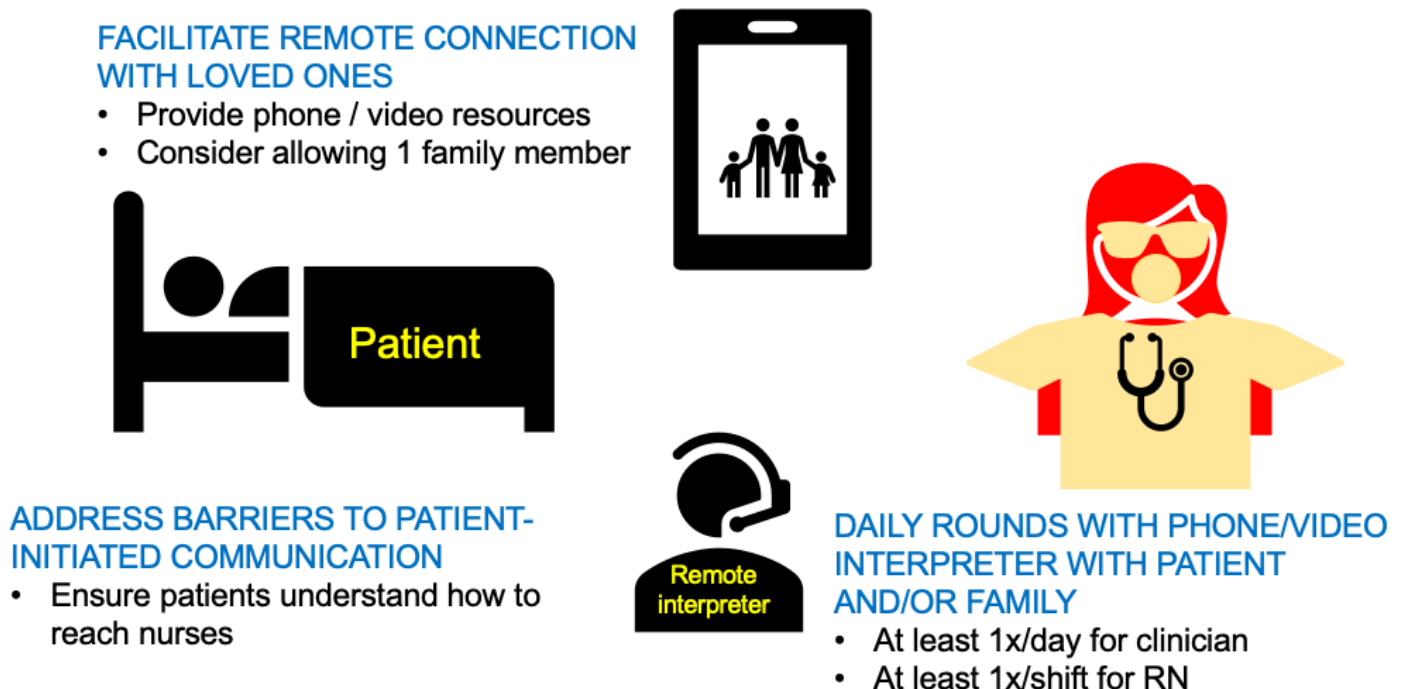 FACILITATE REMOTE CONNECTION
WITH LOVED ONES
• Provide phone / video resources
• Consider allowing 1 family member
Patient
ADDRESS BARRIERS TO PATIENT-
INITIATED COMMUNICATION
• Ensure patients understand how to
reach nurses
Remote
interpreter
DAILY ROUNDS WITH PHONE/VIDEO
INTERPRETER WITH PATIENT
AND/OR FAMILY
• At least 1x/day for clinician
• At least 1x/shift for RN